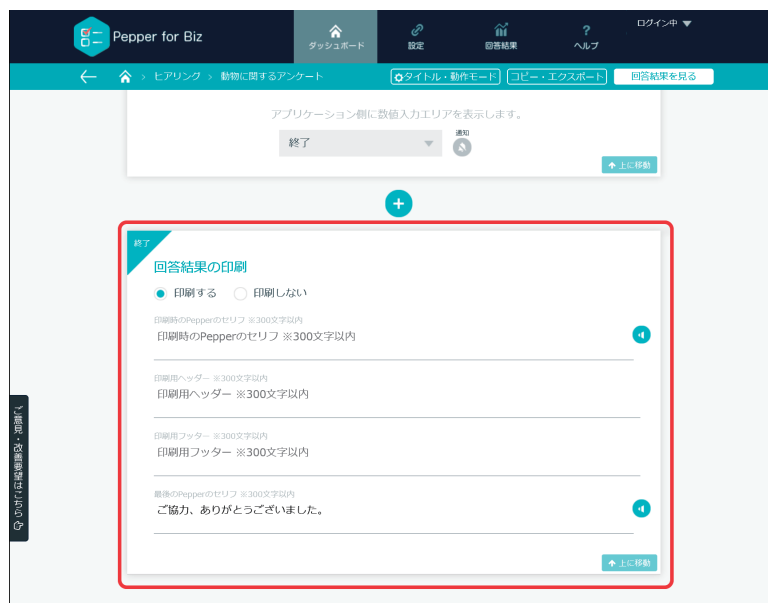 Pepper for Biz
ダッシュボード
設定
回答結果
ヘルプ
ログイン中 ▼
ヒアリング > 動物に関するアンケート
タイトル・動作モード
コピー・エクスポート
回答結果を見る
アプリケーション側に数値入力エリアを表示します。
終了
通知
上に移動
+
終了
回答結果の印刷
印刷する 印刷しない
印刷時のPepperのセリフ ※300文字以内
印刷時のPepperのセリフ ※300文字以内
印刷用ヘッダー ※300文字以内
印刷用ヘッダー ※300文字以内
印刷用フッター ※300文字以内
印刷用フッター ※300文字以内
最後のPepperのセリフ ※300文字以内
ご協力、ありがとうございました。
上に移動
ご意見・改善要望はこちら